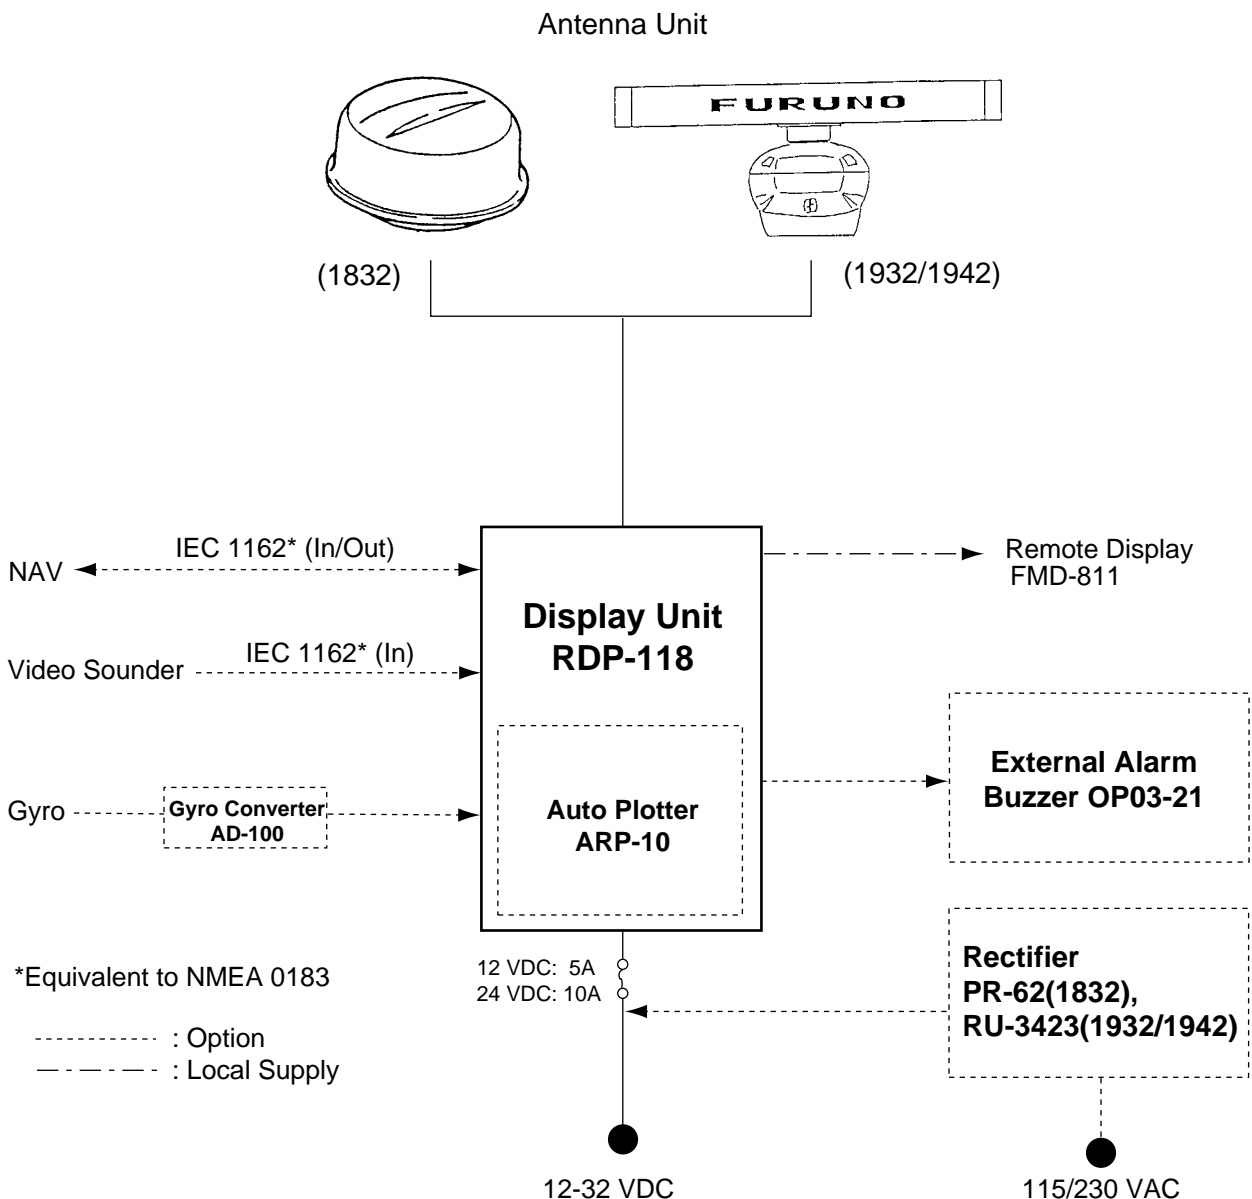 Antenna Unit
FURUNO
(1832)
(1932/1942)
IEC 1162* (In/Out)
NAV
Remote Display
FMD-811
Display Unit
RDP-118
IEC 1162* (In)
Video Sounder
External Alarm
Buzzer OP03-21
Gyro
Gyro Converter
AD-100
Auto Plotter
ARP-10
*Equivalent to NMEA 0183
12 VDC: 5A
24 VDC: 10A
Rectifier
PR-62(1832),
RU-3423(1932/1942)
: Option
: Local Supply
12-32 VDC
115/230 VAC